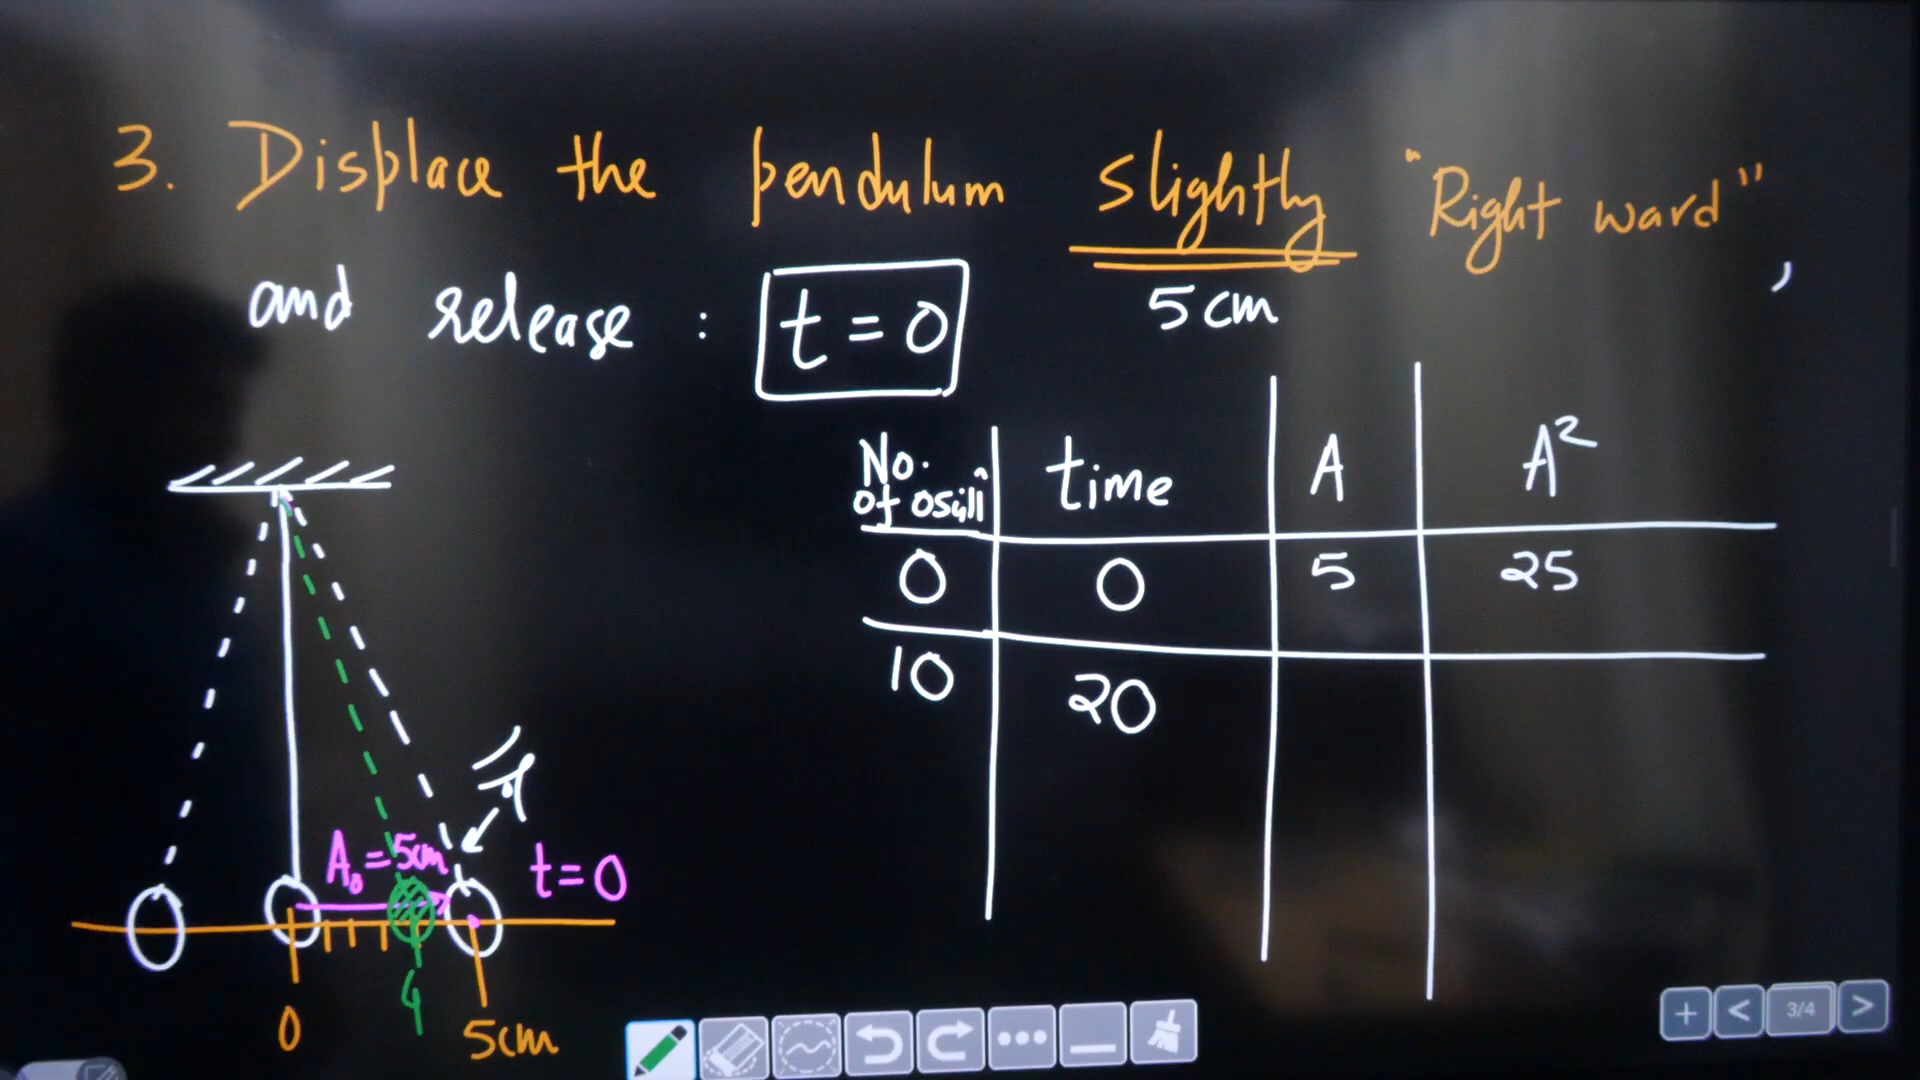 3. Displace the pendulum slightly "Right ward",
and release : t = 0
5 cm
No. of osill^n time A A²
0 0 5 25
10 20
A₀ = 5cm
t = 0
0 4 5cm
3/4